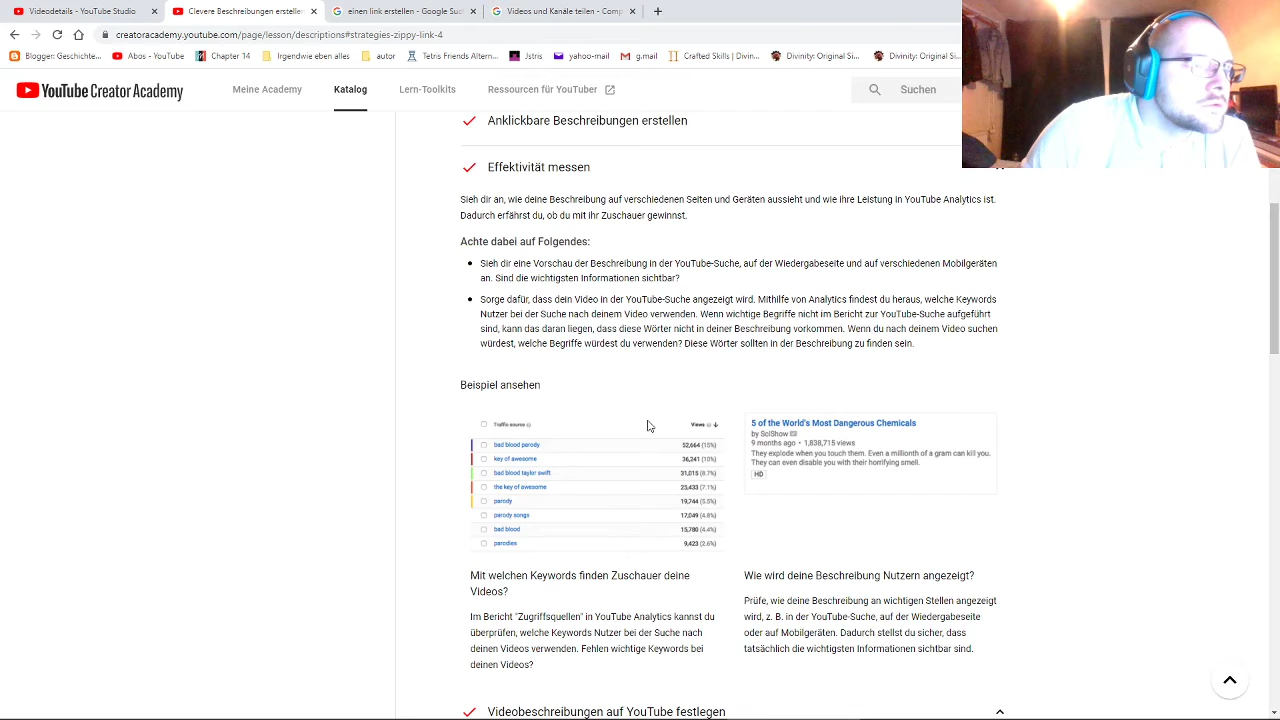 Videodetails - YouTube Studio
Clevere Beschreibungen erstellen
einen link erstellen - Google-Suc
Videos und Kanäle teilen - Comp
creatoracademy.youtube.com/page/lesson/descriptions#strategies-zippy-link-4
Blogger: Geschichte...
Abos - YouTube
Chapter 14
Irgendwie eben alles
autor
Tetris Friends - Dash...
Jstris
yahoo-mail
g.mail
Crafted Skills | Divin...
Divinity: Original Si...
Divinity: Original
YouTube Creator Academy
Meine Academy
Katalog
Lern-Toolkits
Ressourcen für YouTuber
Suchen
Anklickbare Beschreibungen erstellen
Effektivität messen
Sieh dir an, wie deine Beschreibung auf verschiedenen Seiten und Geräten aussieht und wie ihre Leistung in YouTube Analytics ist.
Dadurch erfährst du, ob du mit ihr Zuschauer gewinnst.
Achte dabei auf Folgendes:
Sieh dir eine Vorschau der Beschreibung in der YouTube-Suche, auf der Wiedergabeseite und auf verschiedenen Mobilgeräten
an. Sind die wichtigsten Informationen sichtbar?
Sorge dafür, dass dein Video in der YouTube-Suche angezeigt wird. Mithilfe von Analytics findest du heraus, welche Keywords
Nutzer bei der Suche nach deinem Video verwenden. Wenn wichtige Begriffe nicht im Bericht zur YouTube-Suche aufgeführt
sind, kann das daran liegen, dass diese Wörter nicht in deiner Beschreibung vorkommen. Wenn du nach deinem Video suchen
würdest, welche Begriffe würdest du verwenden? Diese Wörter sollten in der Beschreibung zu finden sein.
Beispiel ansehen
Traffic source Views
bad blood parody 52,664 (15%)
key of awesome 36,241 (10%)
bad blood taylor swift 31,015 (8.7%)
the key of awesome 25,433 (7.1%)
parody 19,744 (5.5%)
parody songs 17,049 (4.8%)
bad blood 15,780 (4.4%)
parodies 9,423 (2.6%)
5 of the World's Most Dangerous Chemicals
by SciShow
9 months ago • 1,838,715 views
They explode when you touch them. Even a millionth of a gram can kill you.
They can even disable you with their horrifying smell.
HD
Mit welchen Keywords finden Zuschauer deine
Videos?
Im Bericht "Zugriffsquellen" in YouTube Analytics kannst du
überprüfen, welche Keywords Nutzer bei der Suche nach
deinen Videos verwenden. Fehlen wichtige Keywords bei
deinen Videos?
Wie wird deine Beschreibung Nutzern angezeigt?
Prüfe, wie deine Beschreibung an wichtigen Stellen angezeigt
wird, z. B. in der YouTube-Suche, auf der Wiedergabeseite
oder auf Mobilgeräten. Dadurch stellst du sicher, dass
tatsächlich die wichtigsten Informationen sichtbar sind.
Videobeschreibungen auf YouTube festlegen